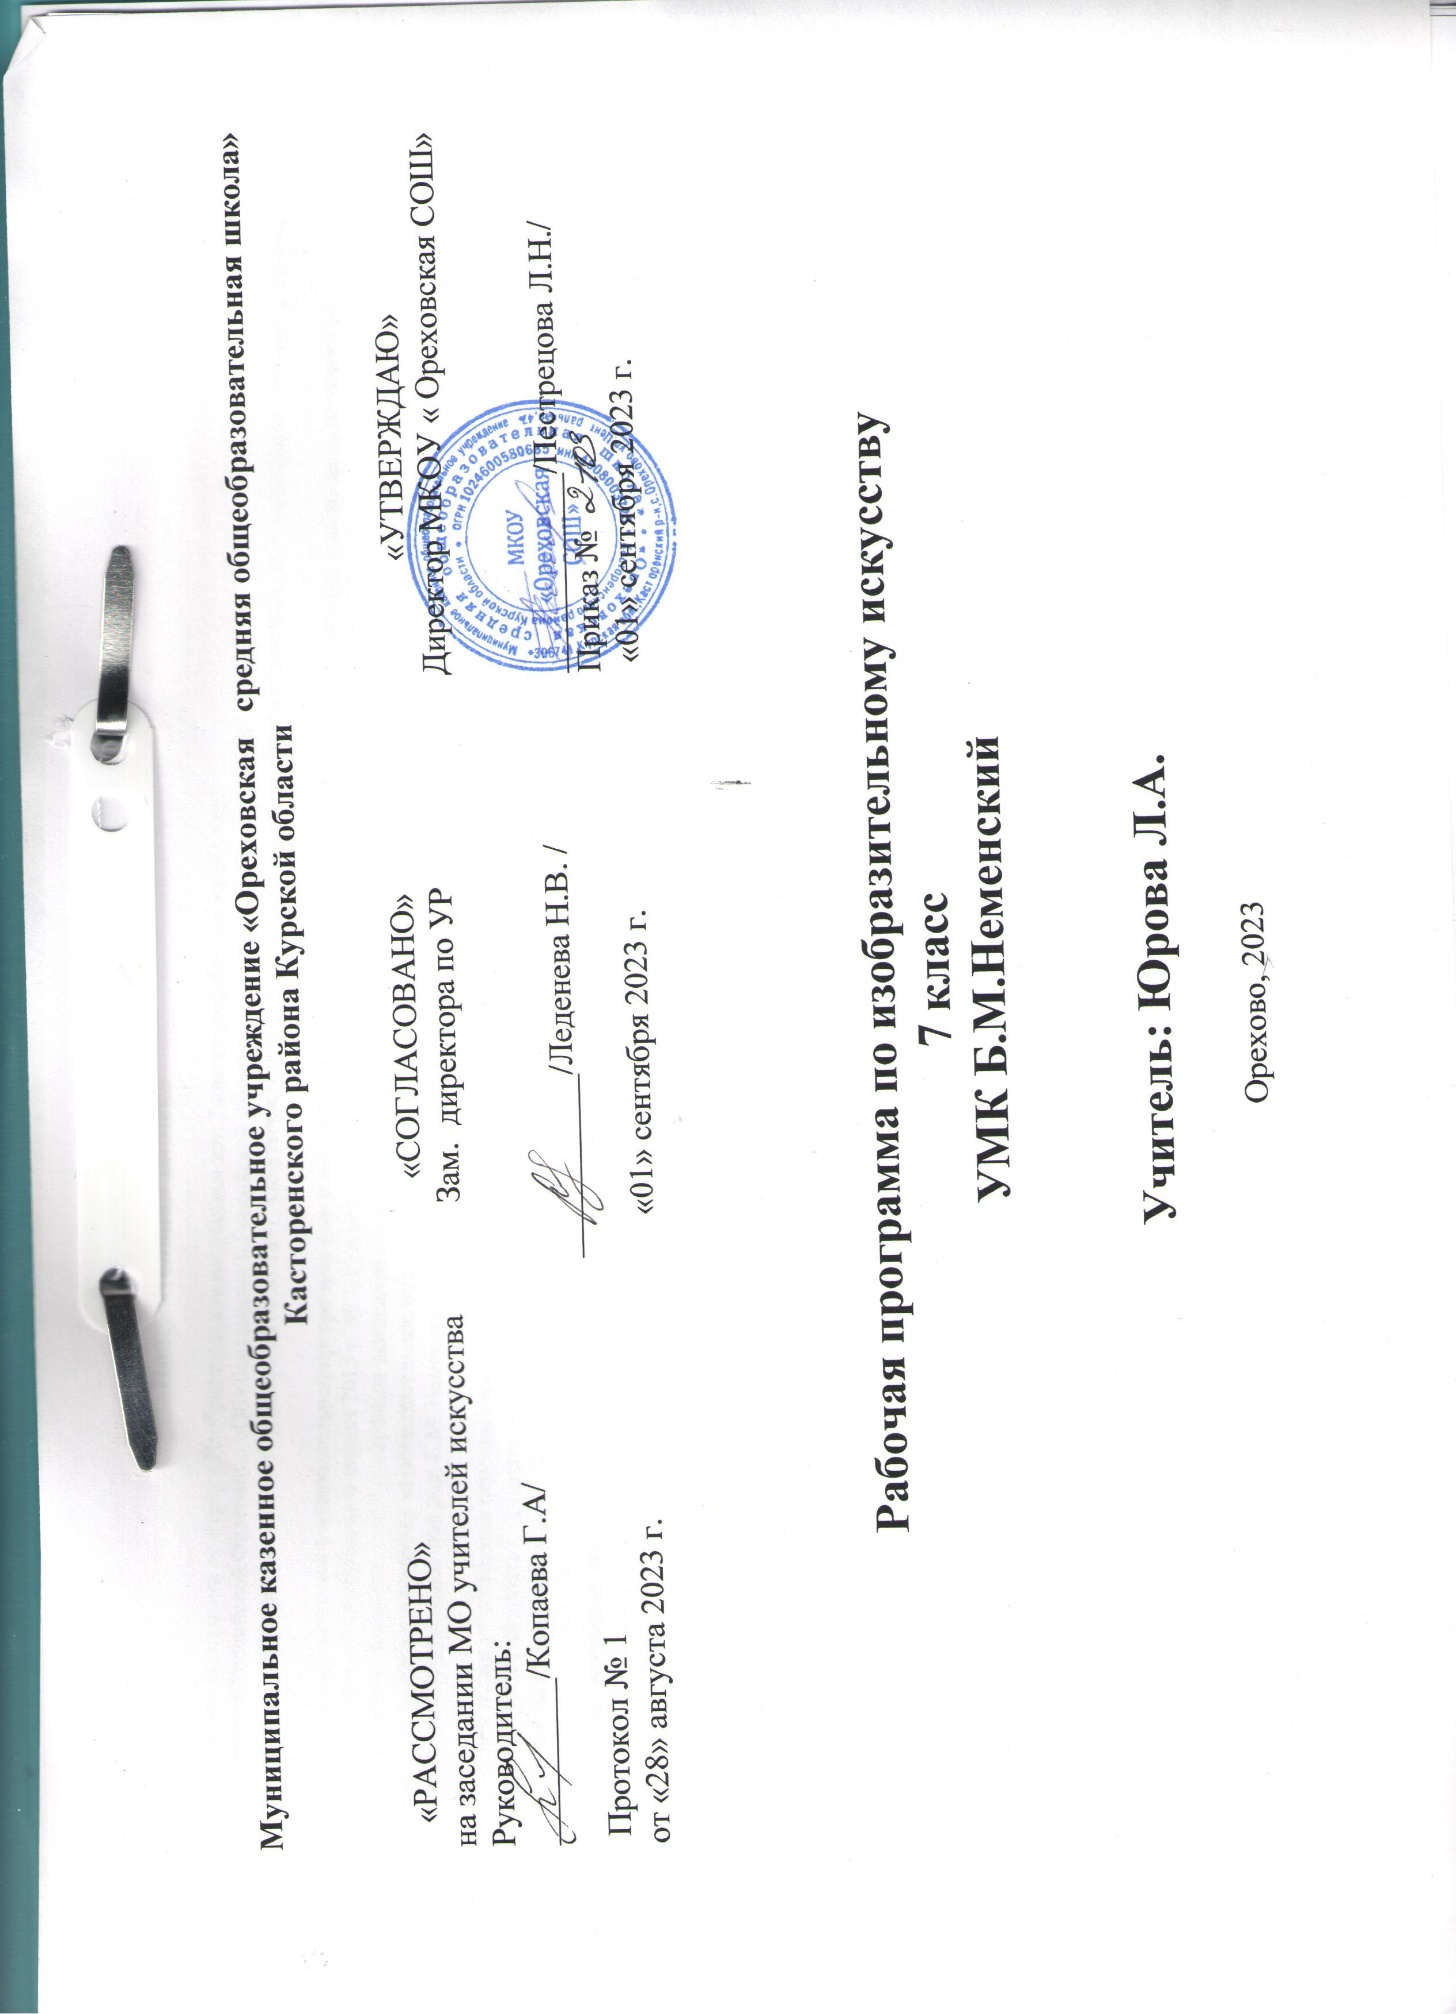 Муниципальное казенное общеобразовательное учреждение «Ореховская средняя общеобразовательная школа»
Касторенского района Курской области
«РАССМОТРЕНО»
на заседании МО учителей искусства
Руководитель:
/Копаева Г.А/
Протокол № 1
от «28» августа 2023 г.
«СОГЛАСОВАНО»
Зам. директора по УР
/Леденева Н.В. /
«01» сентября 2023 г.
«УТВЕРЖДАЮ»
Директор МКОУ « Ореховская СОШ»
/Пестрецова Л.Н./
Приказ №
«01» сентября 2023 г.
МКОУ
«Ореховская
СОШ»
Рабочая программа по изобразительному искусству
7 класс
УМК Б.М.Неменский
Учитель: Юрова Л.А.
Орехово, 2023